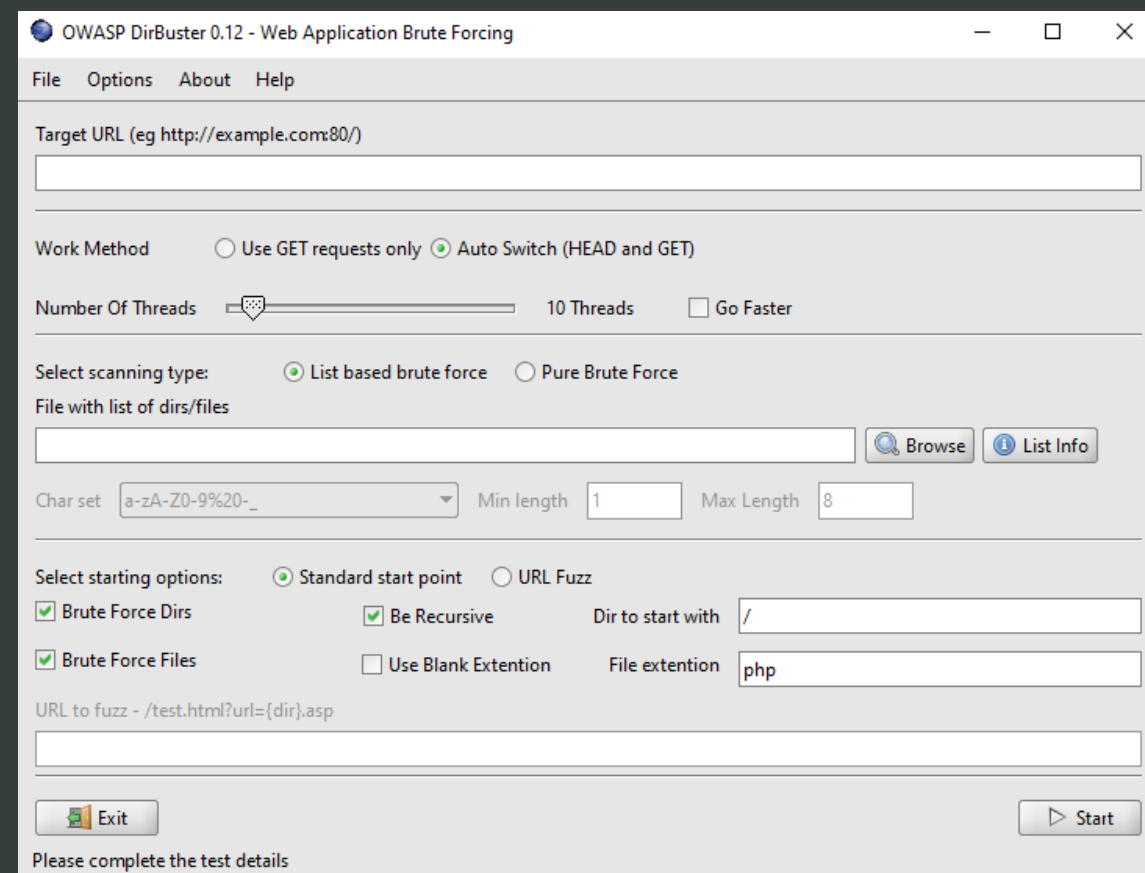 OWASP DirBuster 0.12 - Web Application Brute Forcing
File Options About Help
Target URL (eg http://example.com:80/)
Work Method Use GET requests only Auto Switch (HEAD and GET)
Number Of Threads 10 Threads Go Faster
Select scanning type: List based brute force Pure Brute Force
File with list of dirs/files
Browse List Info
Char set a-zA-Z0-9%20-_ Min length 1 Max Length 8
Select starting options: Standard start point URL Fuzz
Brute Force Dirs Be Recursive Dir to start with /
Brute Force Files Use Blank Extention File extention php
URL to fuzz - /test.html?url={dir}.asp
Exit Start
Please complete the test details